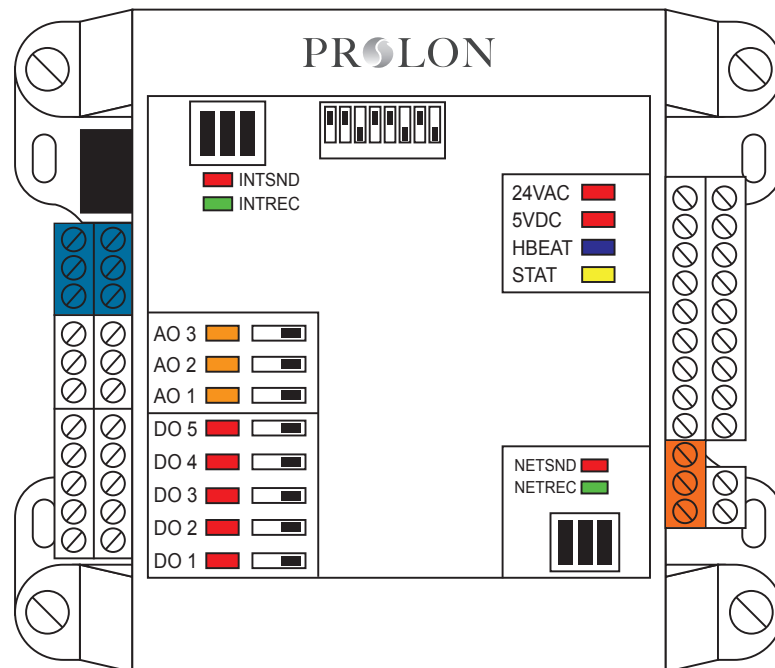 PROLON
INTSND
INTREC
24VAC
5VDC
HBEAT
STAT
AO 3
AO 2
AO 1
DO 5
DO 4
DO 3
DO 2
DO 1
NETSND
NETREC